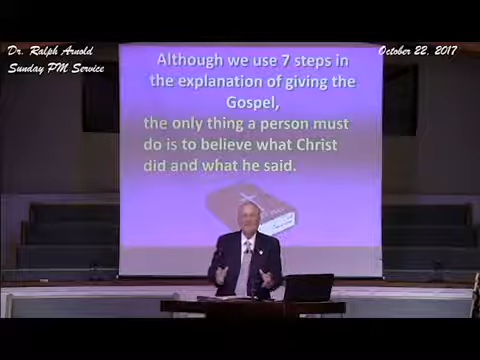 Dr. Ralph Arnold
Sunday PM Service
October 22, 2017
Although we use 7 steps in
the explanation of giving the
Gospel,
the only thing a person must
do is to believe what Christ
did and what he said.